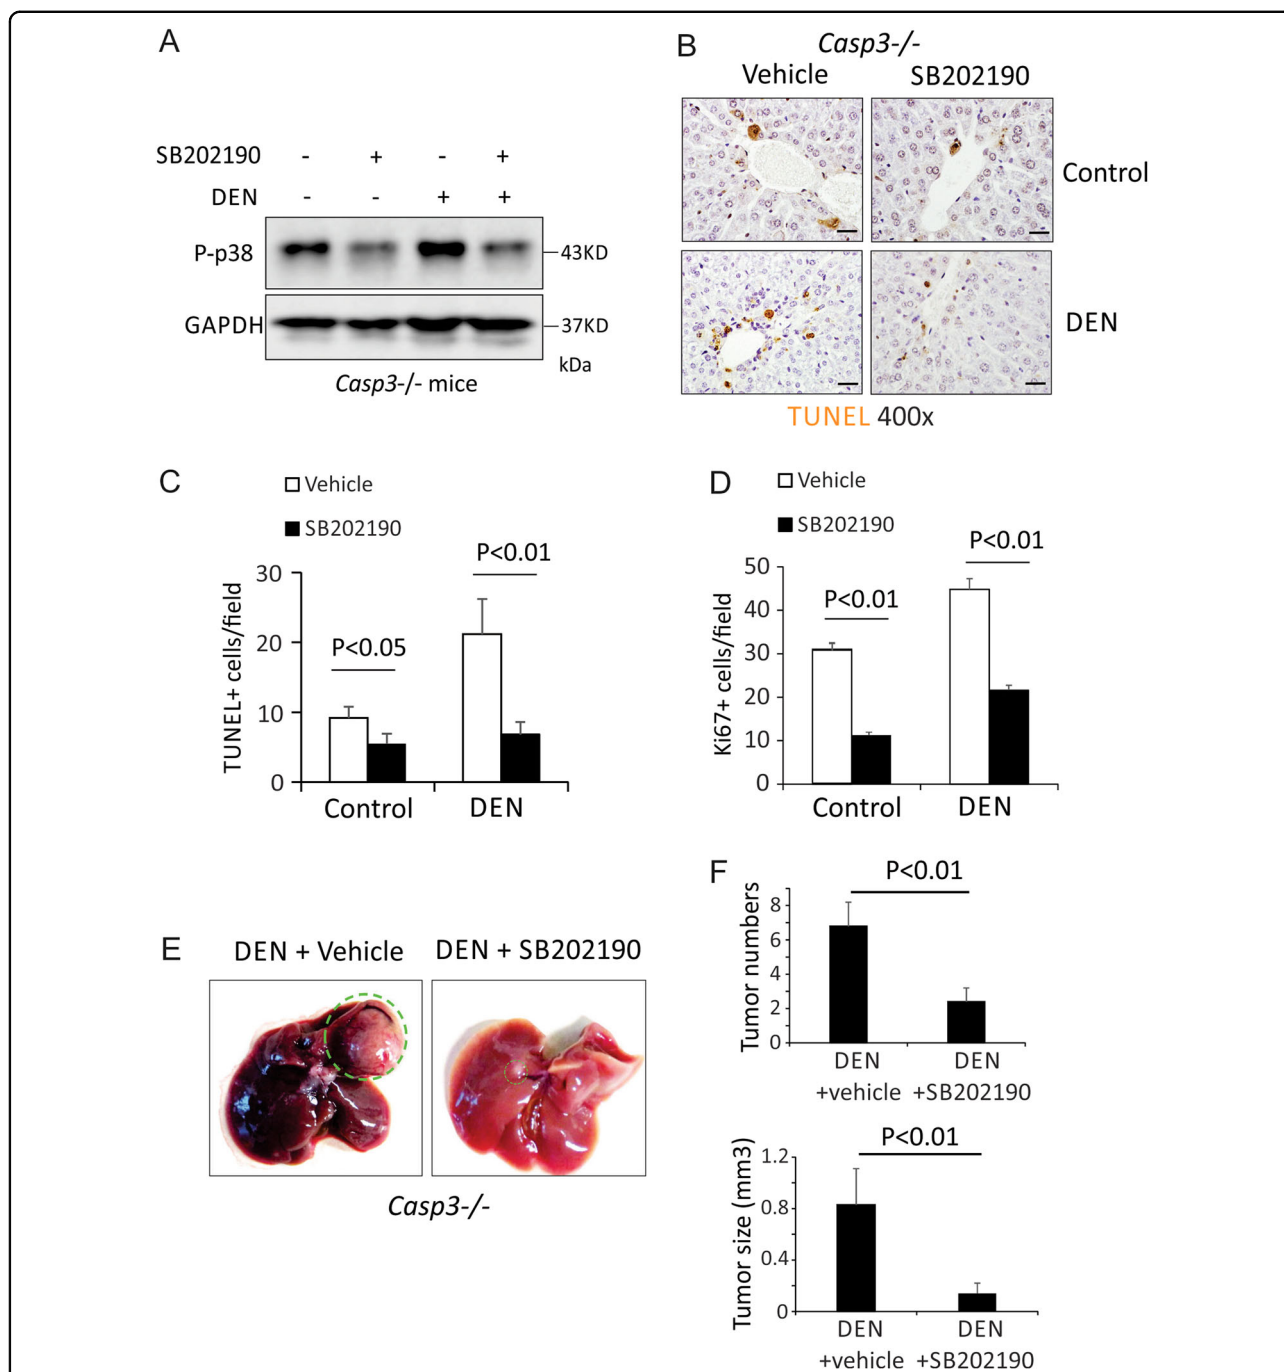 A
SB202190 - + - +
DEN - - + +
P-p38
43KD
GAPDH
37KD
kDa
Casp3-/- mice
B
Casp3-/-
Vehicle SB202190
Control
DEN
TUNEL 400x
C
Vehicle
SB202190
TUNEL+ cells/field
30
20
10
0
P<0.05
P<0.01
Control DEN
D
Vehicle
SB202190
Ki67+ cells/field
50
40
30
20
10
0
P<0.01
P<0.01
Control DEN
E
DEN + Vehicle DEN + SB202190
Casp3-/-
F
P<0.01
Tumor numbers
8
6
4
2
0
DEN DEN
+vehicle +SB202190
P<0.01
Tumor size (mm3)
1.2
0.8
0.4
0
DEN DEN
+vehicle +SB202190